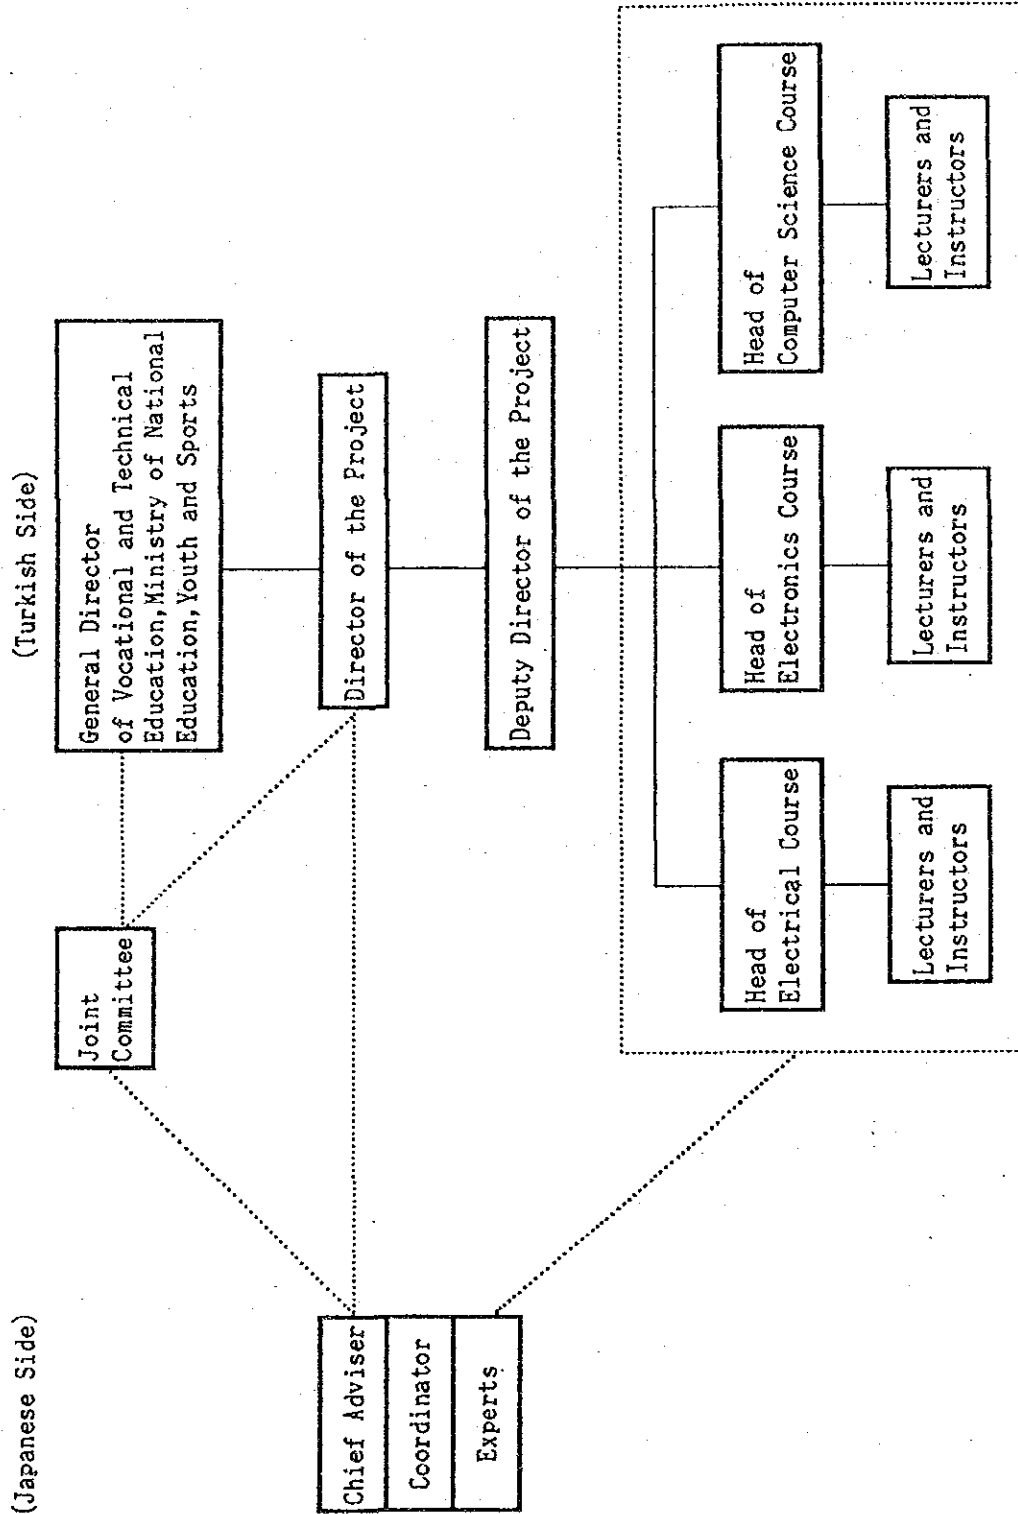 (Japanese Side)
(Turkish Side)
Joint
Committee
General Director
of Vocational and Technical
Education,Ministry of National
Education,Youth and Sports
Chief Adviser
Coordinator
Experts
Director of the Project
Deputy Director of the Project
Head of
Electrical Course
Head of
Electronics Course
Head of
Computer Science Course
Lecturers and
Instructors
Lecturers and
Instructors
Lecturers and
Instructors